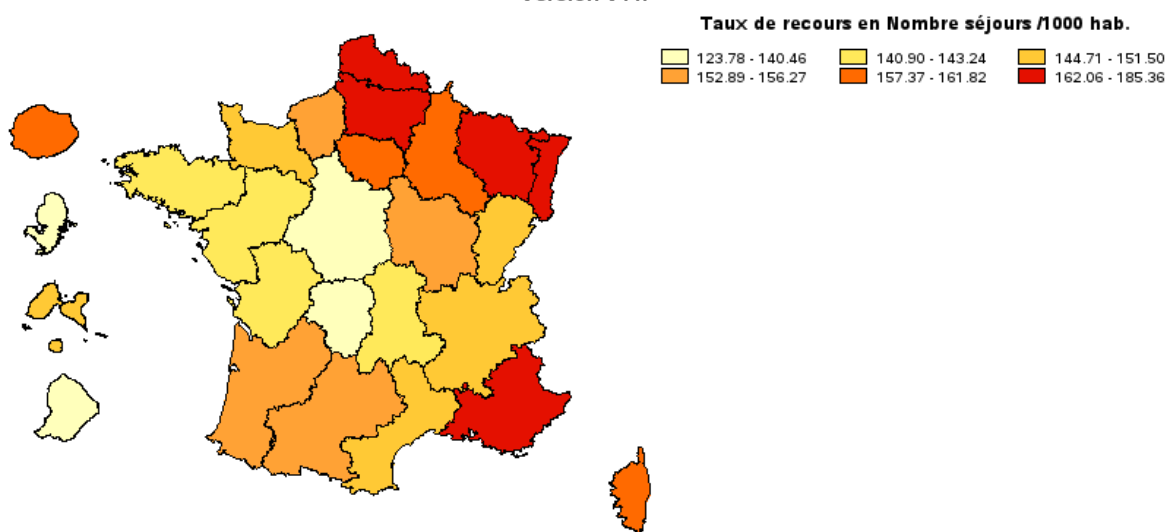 Taux de recours en Nombre séjours /1000 hab.
123.78 - 140.46 140.90 - 143.24 144.71 - 151.50
152.89 - 156.27 157.37 - 161.82 162.06 - 185.36